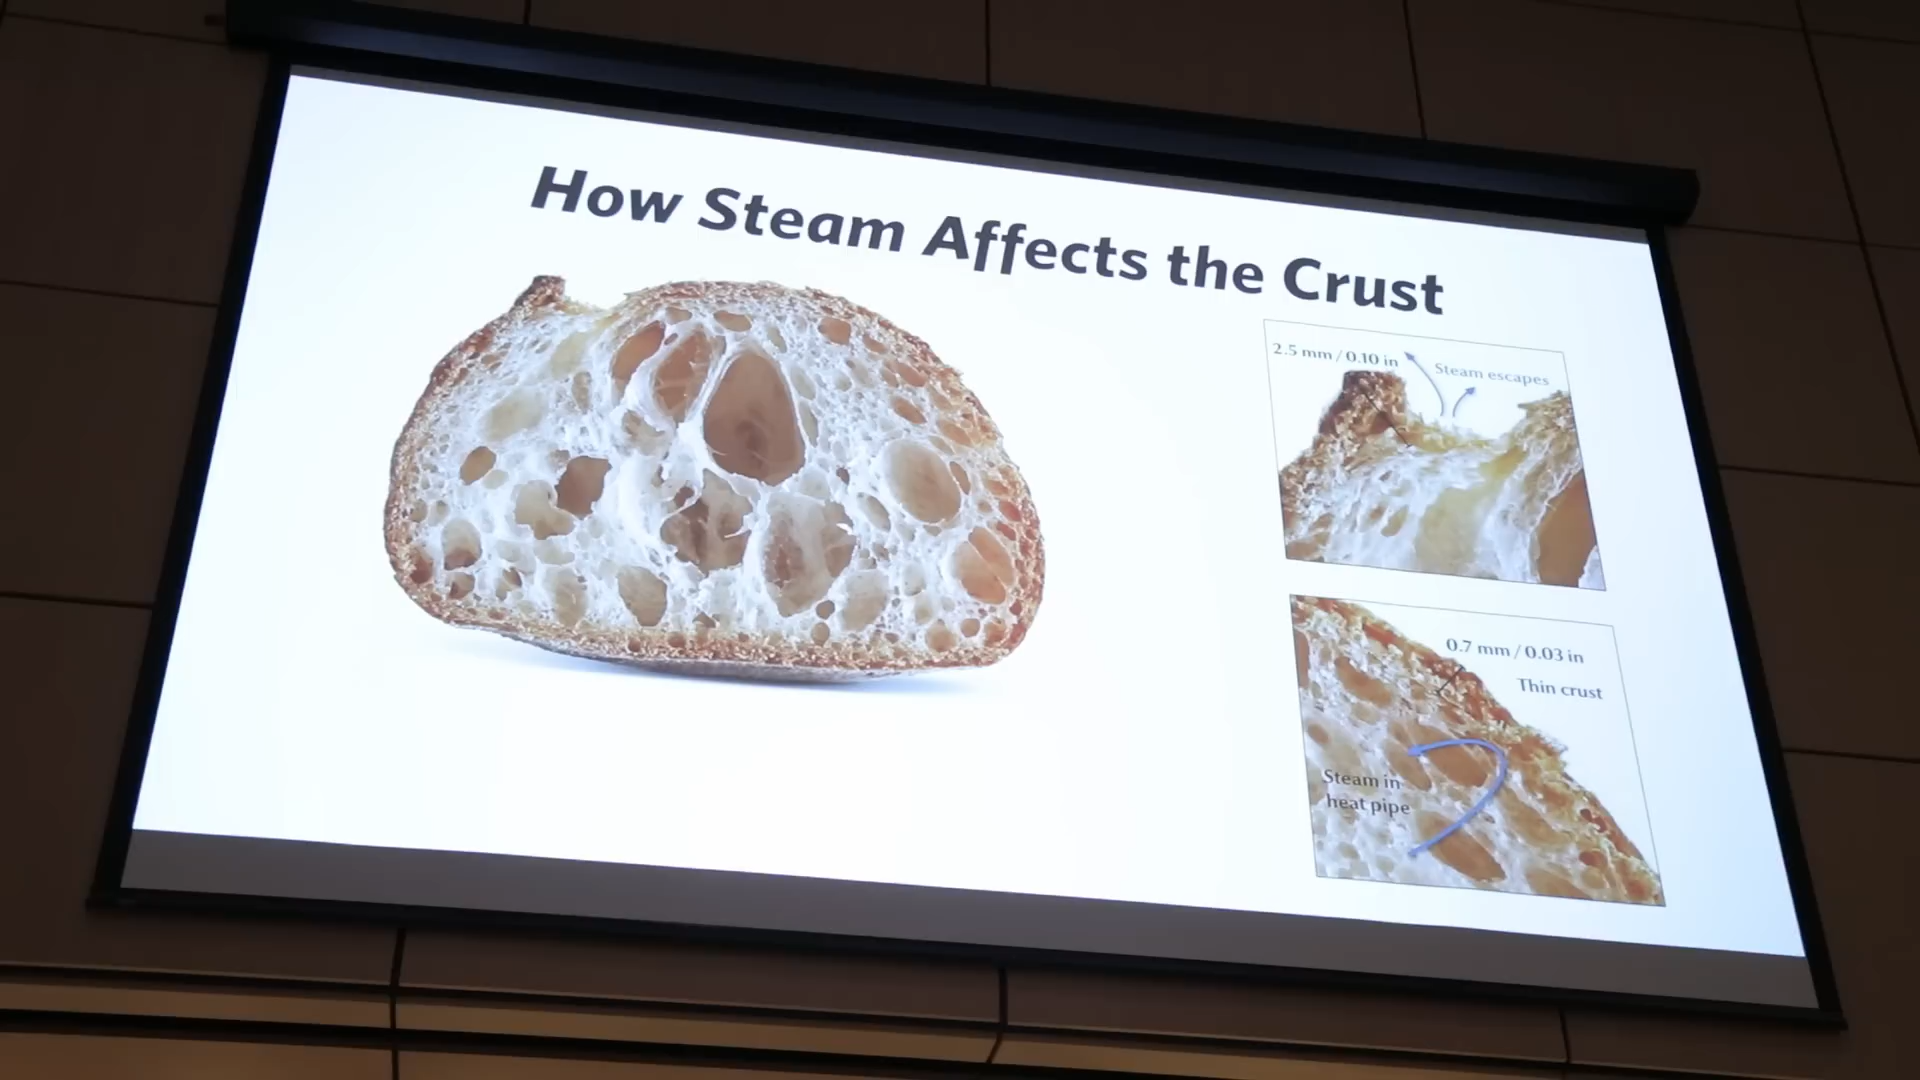 How Steam Affects the Crust
2.5 mm / 0.10 in
Steam escapes
0.7 mm / 0.03 in
Thin crust
Steam in
heat pipe